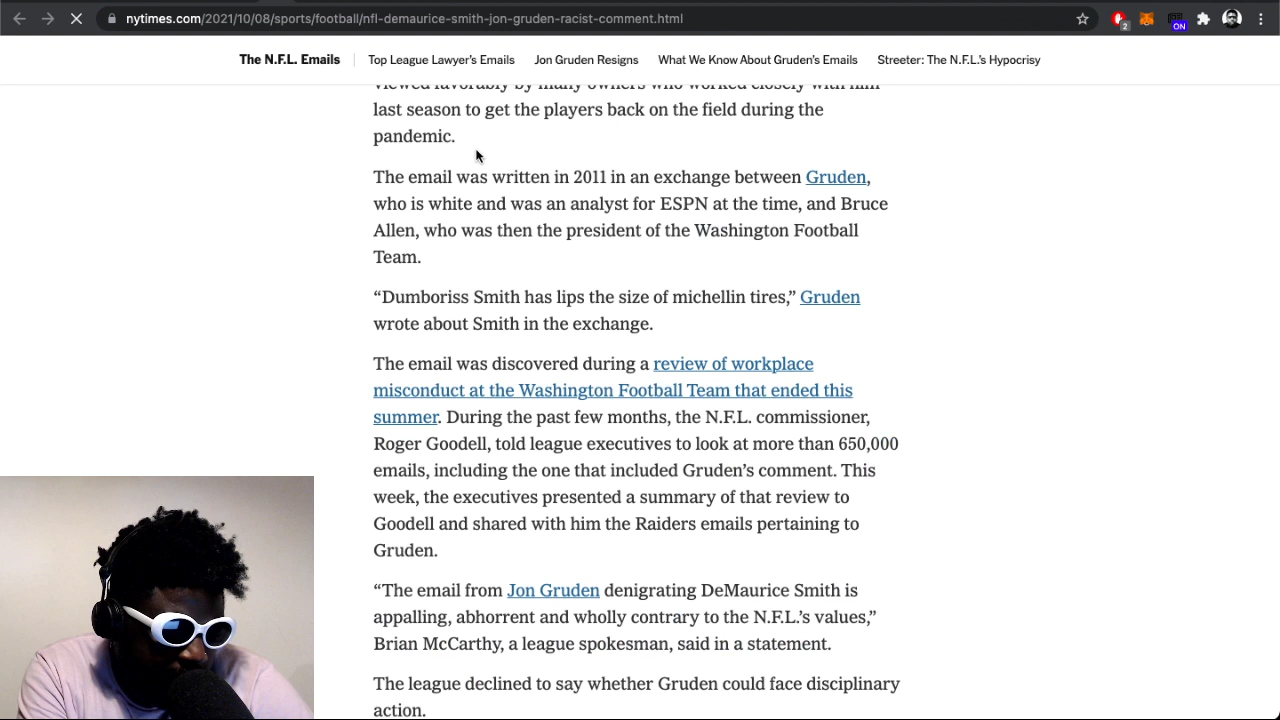 nytimes.com/2021/10/08/sports/football/nfl-demaurice-smith-jon-gruden-racist-comment.html
2
ON
The N.F.L. Emails Top League Lawyer’s Emails Jon Gruden Resigns What We Know About Gruden’s Emails Streeter: The N.F.L.’s Hypocrisy
viewed favorably by many owners who worked closely with him
last season to get the players back on the field during the
pandemic.
The email was written in 2011 in an exchange between Gruden,
who is white and was an analyst for ESPN at the time, and Bruce
Allen, who was then the president of the Washington Football
Team.
“Dumboriss Smith has lips the size of michellin tires,” Gruden
wrote about Smith in the exchange.
The email was discovered during a review of workplace
misconduct at the Washington Football Team that ended this
summer. During the past few months, the N.F.L. commissioner,
Roger Goodell, told league executives to look at more than 650,000
emails, including the one that included Gruden’s comment. This
week, the executives presented a summary of that review to
Goodell and shared with him the Raiders emails pertaining to
Gruden.
“The email from Jon Gruden denigrating DeMaurice Smith is
appalling, abhorrent and wholly contrary to the N.F.L.’s values,”
Brian McCarthy, a league spokesman, said in a statement.
The league declined to say whether Gruden could face disciplinary
action.